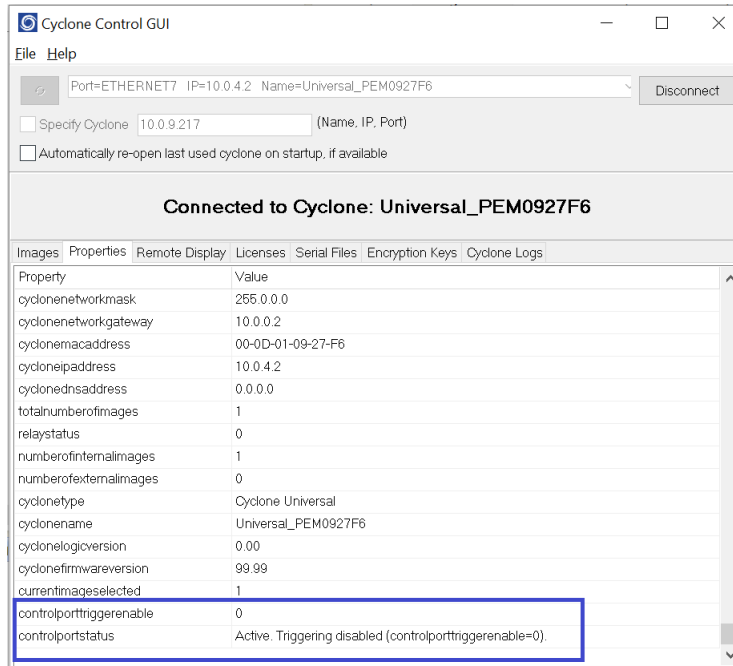 Cyclone Control GUI
File Help
Port=ETHERNET7 IP=10.0.4.2 Name=Universal_PEM0927F6
Disconnect
Specify Cyclone 10.0.9.217 (Name, IP, Port)
Automatically re-open last used cyclone on startup, if available
Connected to Cyclone: Universal_PEM0927F6
Images Properties Remote Display Licenses Serial Files Encryption Keys Cyclone Logs
Property Value
cyclonenetworkmask 255.0.0.0
cyclonenetworkgateway 10.0.0.2
cyclonemacaddress 00-0D-01-09-27-F6
cycloneipaddress 10.0.4.2
cyclonednsaddress 0.0.0.0
totalnumberofimages 1
relaystatus 0
numberofinternalimages 1
numberofexternalimages 0
cyclonetype Cyclone Universal
cyclonename Universal_PEM0927F6
cyclonelogicversion 0.00
cyclonefirmwareversion 99.99
currentimageselected 1
controlporttriggerenable 0
controlportstatus Active. Triggering disabled (controlporttriggerenable=0).